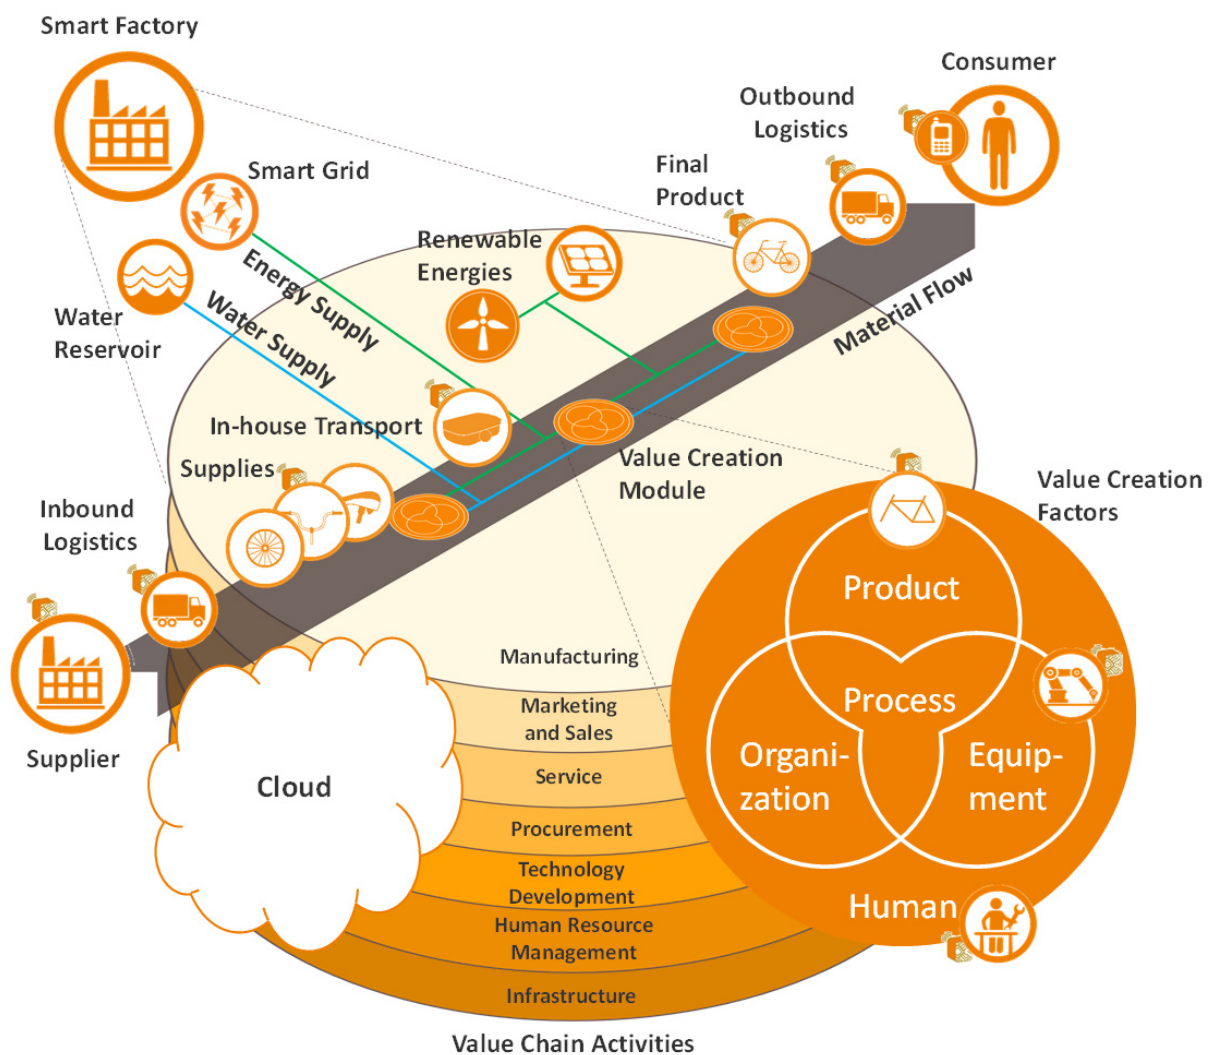 Smart Factory
Consumer
Outbound
Logistics
Final
Product
Smart Grid
Renewable
Energies
Energy Supply
Water Supply
Water
Reservoir
Material Flow
In-house Transport
Supplies
Value Creation
Module
Value Creation
Factors
Inbound
Logistics
Supplier
Product
Process
Organi-
zation
Equip-
ment
Human
Cloud
Manufacturing
Marketing
and Sales
Service
Procurement
Technology
Development
Human Resource
Management
Infrastructure
Value Chain Activities